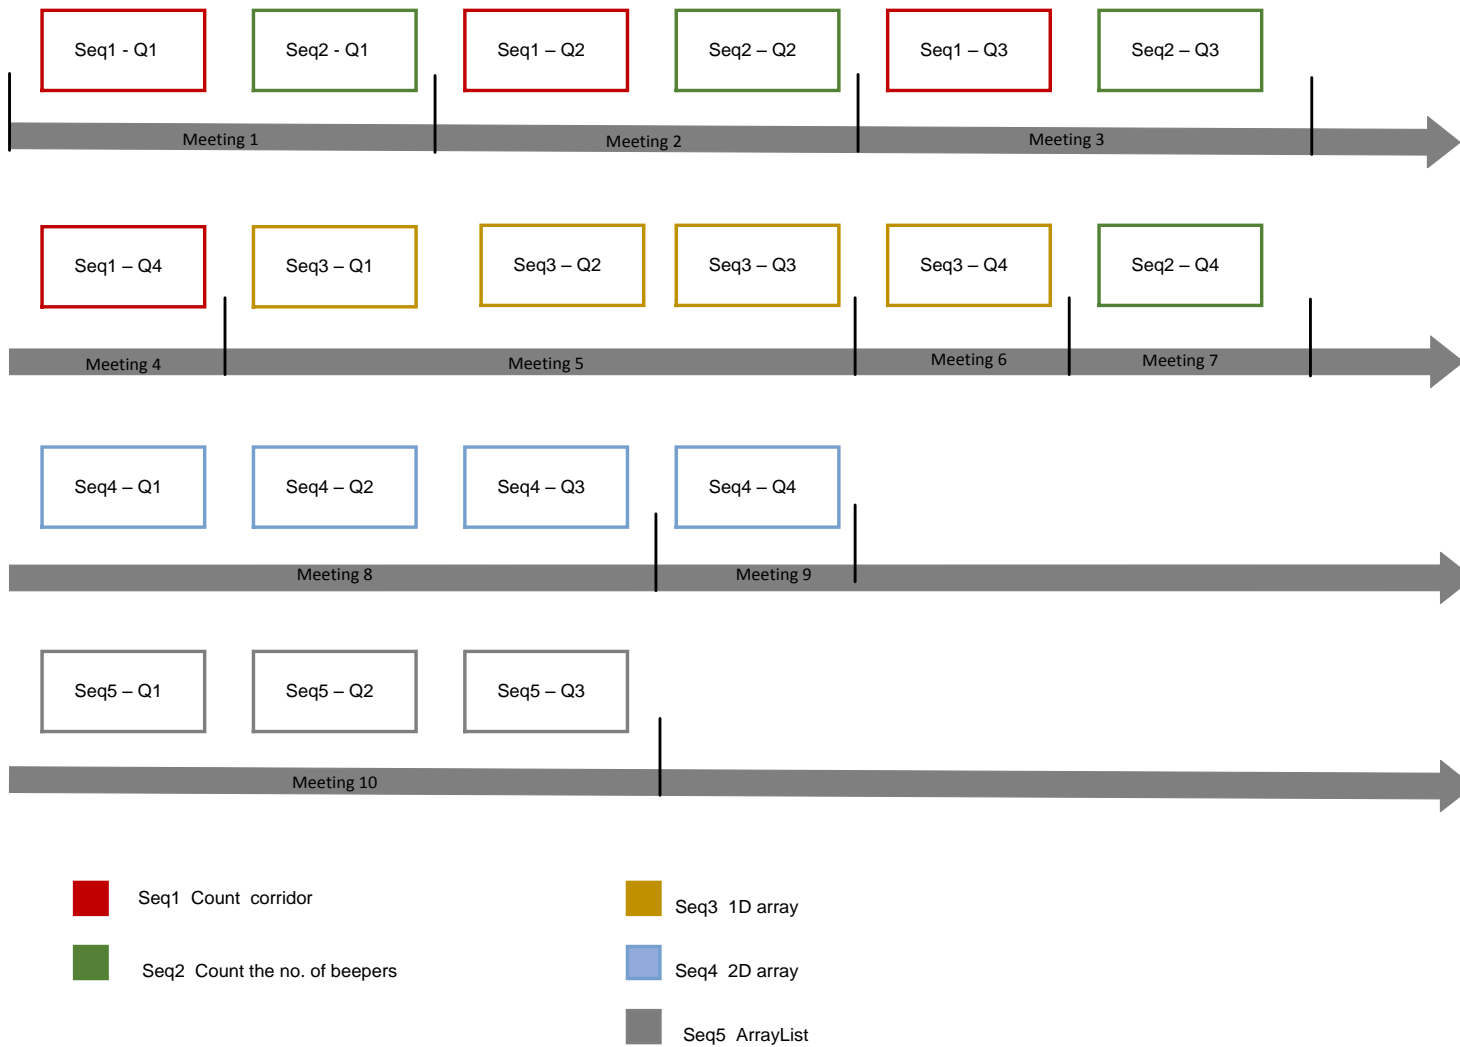 Seq1 - Q1
Seq2 - Q1
Seq1 – Q2
Seq2 – Q2
Seq1 – Q3
Seq2 – Q3
Meeting 1
Meeting 2
Meeting 3
Seq1 – Q4
Seq3 – Q1
Seq3 – Q2
Seq3 – Q3
Seq3 – Q4
Seq2 – Q4
Meeting 4
Meeting 5
Meeting 6
Meeting 7
Seq4 – Q1
Seq4 – Q2
Seq4 – Q3
Seq4 – Q4
Meeting 8
Meeting 9
Seq5 – Q1
Seq5 – Q2
Seq5 – Q3
Meeting 10
Seq1 Count corridor
Seq3 1D array
Seq2 Count the no. of beepers
Seq4 2D array
Seq5 ArrayList